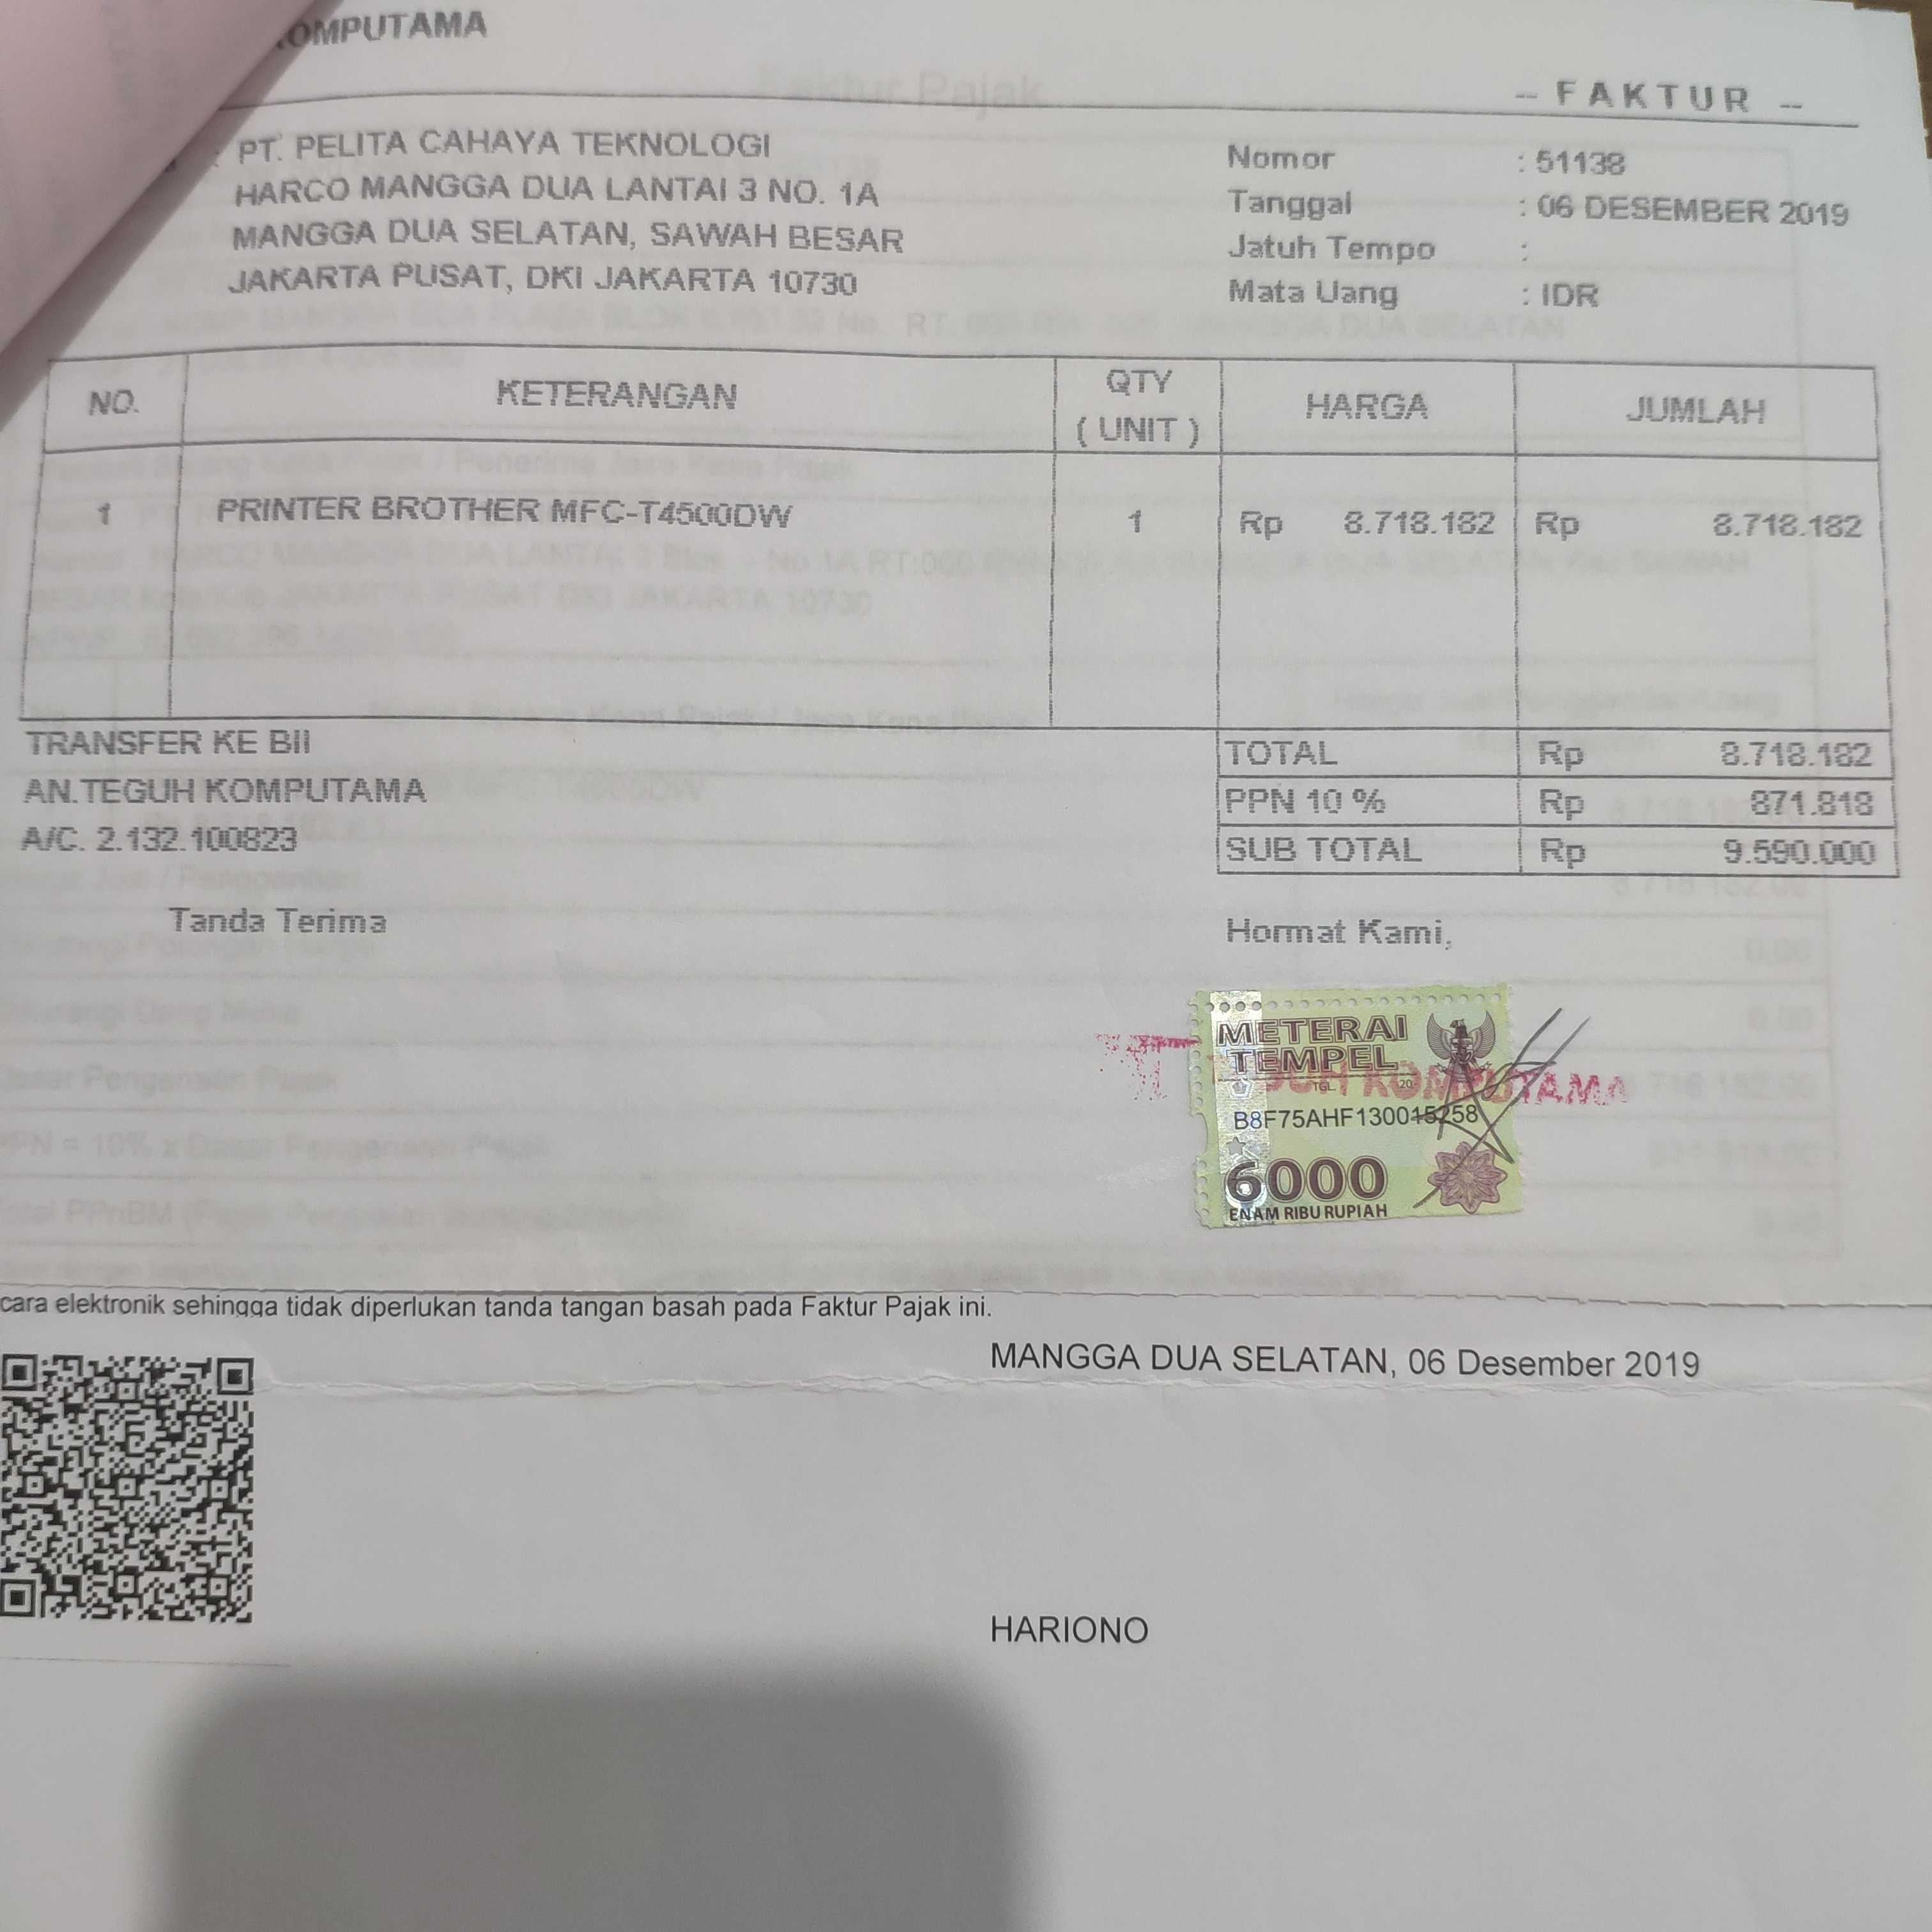 KOMPUTAMA
-- FAKTUR --
: PT. PELITA CAHAYA TEKNOLOGI
HARCO MANGGA DUA LANTAI 3 NO. 1A
MANGGA DUA SELATAN, SAWAH BESAR
JAKARTA PUSAT, DKI JAKARTA 10730
Nomor : 51138
Tanggal : 06 DESEMBER 2019
Jatuh Tempo :
Mata Uang : IDR
NO. KETERANGAN QTY ( UNIT ) HARGA JUMLAH
1 PRINTER BROTHER MFC-T4500DW 1 Rp 8.718.182 Rp 8.718.182
TRANSFER KE BII
AN.TEGUH KOMPUTAMA
A/C. 2.132.100823
TOTAL Rp 8.718.182
PPN 10 % Rp 871.818
SUB TOTAL Rp 9.590.000
Tanda Terima
Hormat Kami,
METERAI
TEMPEL
TGL. 20
KOMPUTAMA
B8F75AHF130015258
6000
ENAM RIBU RUPIAH
cara elektronik sehingga tidak diperlukan tanda tangan basah pada Faktur Pajak ini.
MANGGA DUA SELATAN, 06 Desember 2019
HARIONO